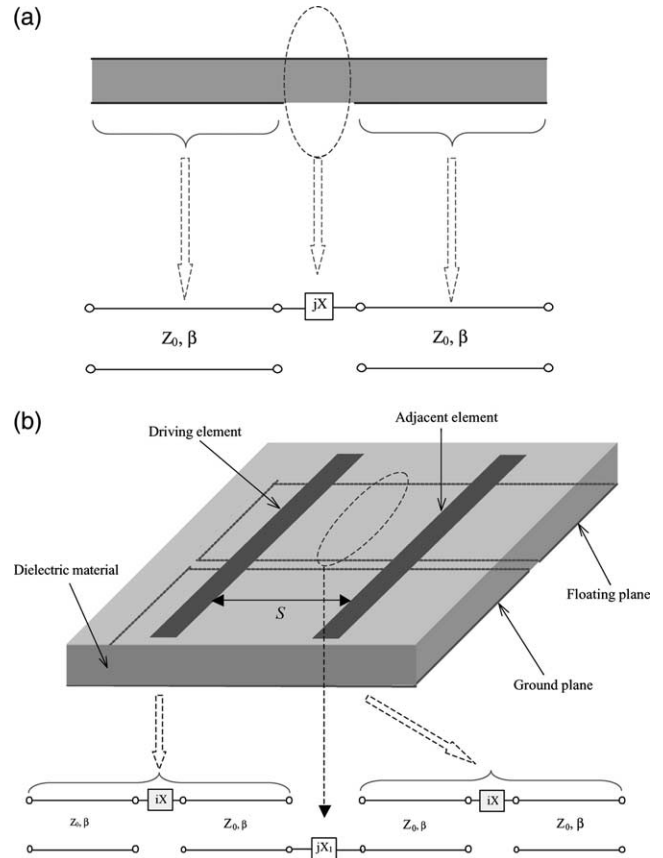 (a)
jX
Z₀, β
Z₀, β
(b)
Driving element
Adjacent element
Dielectric material
S
Floating plane
Ground plane
iX
iX
Z₀, β
Z₀, β
Z₀, β
Z₀, β
jX₁